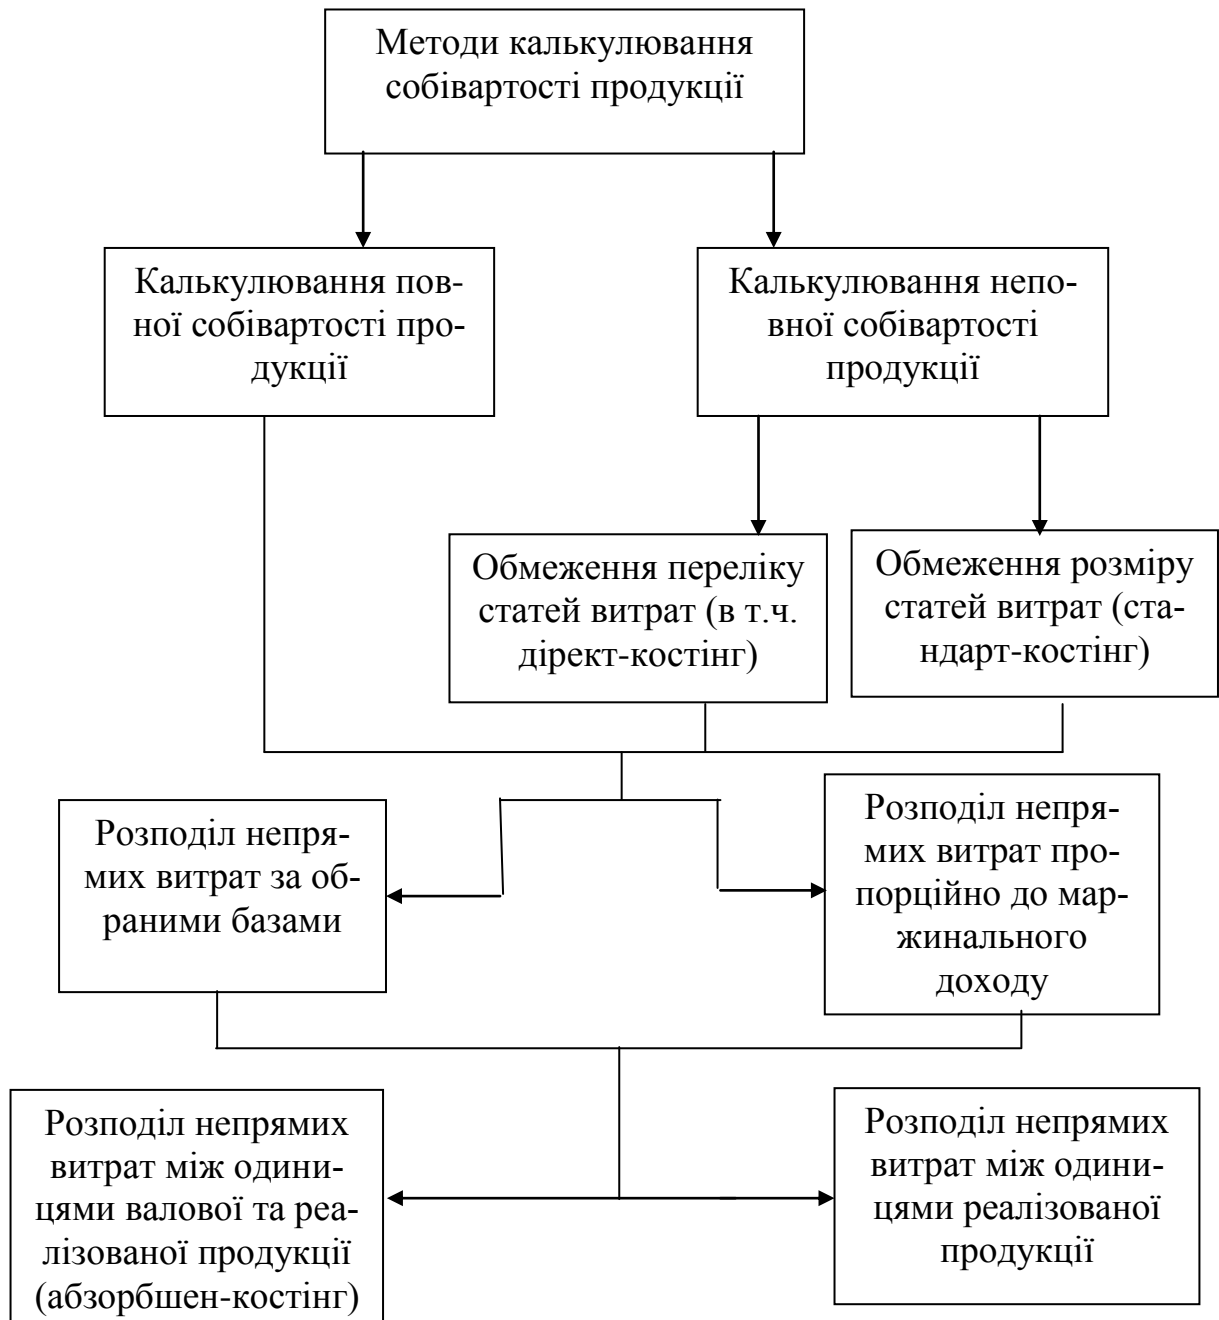 Методи калькулювання
собівартості продукції
Калькулювання пов-
ної собівартості про-
дукції
Калькулювання непо-
вної собівартості
продукції
Обмеження переліку
статей витрат (в т.ч.
дірект-костінг)
Обмеження розміру
статей витрат (ста-
ндарт-костінг)
Розподіл непря-
мих витрат за об-
раними базами
Розподіл непря-
мих витрат про-
порційно до мар-
жинального
доходу
Розподіл непрямих
витрат між одини-
цями валової та реа-
лізованої продукції
(абзорбшен-костінг)
Розподіл непрямих
витрат між одини-
цями реалізованої
продукції